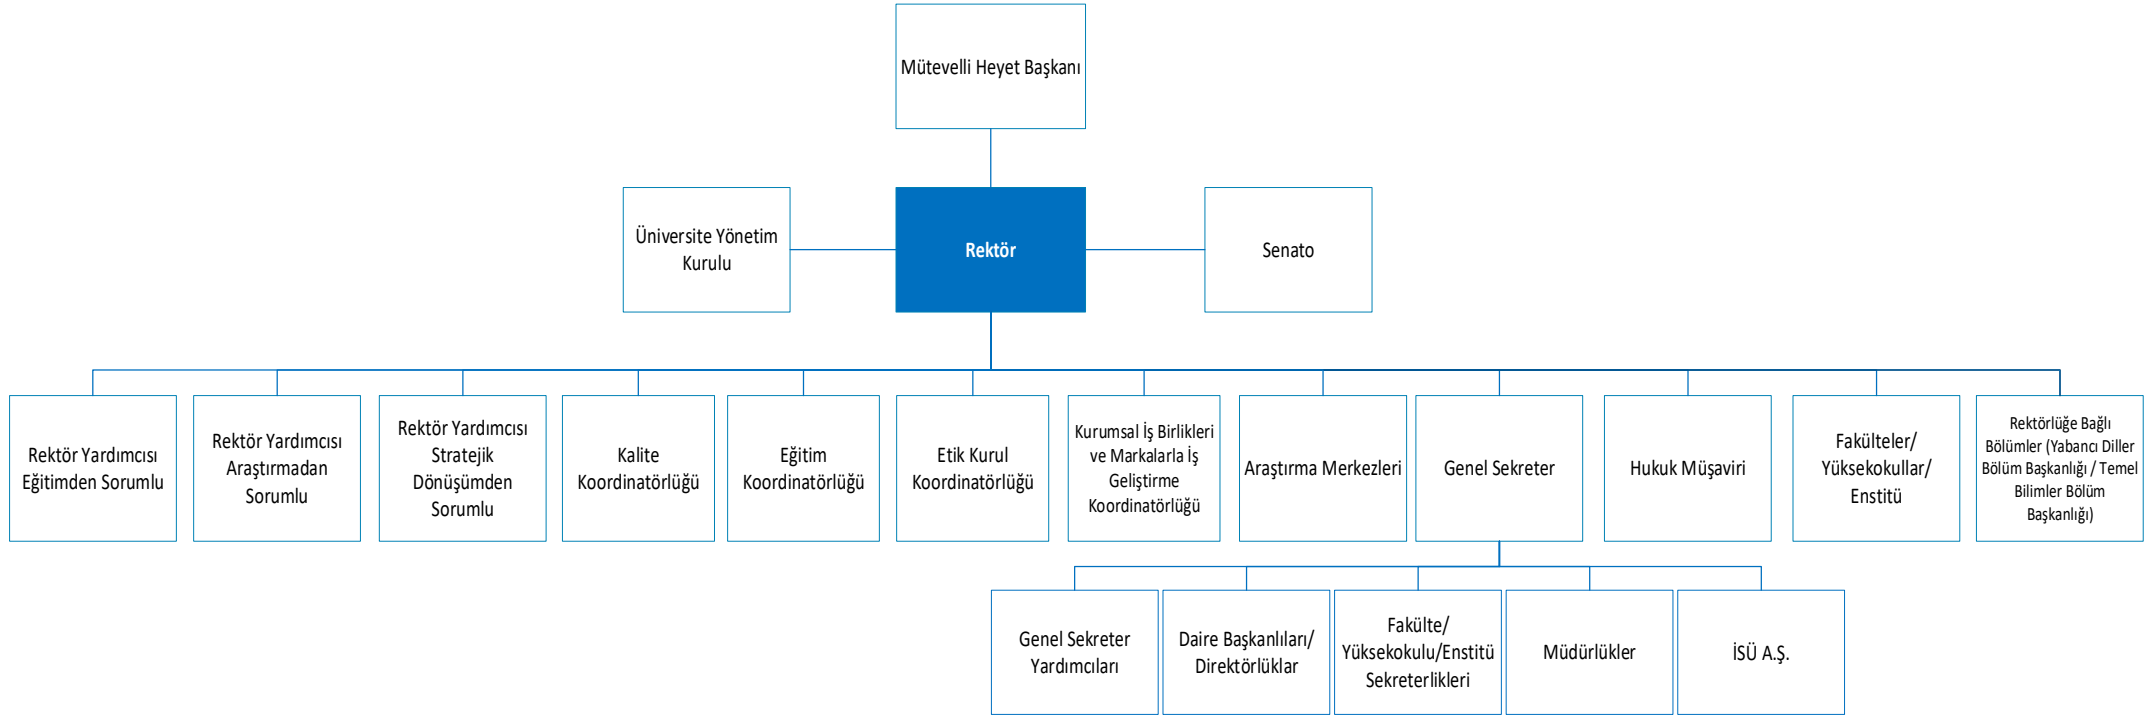 Mütevelli Heyet Başkanı
Üniversite Yönetim
Kurulu
Rektör
Senato
Rektör Yardımcısı
Eğitimden Sorumlu
Rektör Yardımcısı
Araştırmadan
Sorumlu
Rektör Yardımcısı
Stratejik
Dönüşümden
Sorumlu
Kalite
Koordinatörlüğü
Eğitim
Koordinatörlüğü
Etik Kurul
Koordinatörlüğü
Kurumsal İş Birlikleri
ve Markalarla İş
Geliştirme
Koordinatörlüğü
Araştırma Merkezleri
Genel Sekreter
Hukuk Müşaviri
Fakülteler/
Yüksekokullar/
Enstitü
Rektörlüğe Bağlı
Bölümler (Yabancı Diller
Bölüm Başkanlığı / Temel
Bilimler Bölüm
Başkanlığı)
Genel Sekreter
Yardımcıları
Daire Başkanlıları/
Direktörlüklar
Fakülte/
Yüksekokulu/Enstitü
Sekreterlikleri
Müdürlükler
İSÜ A.Ş.